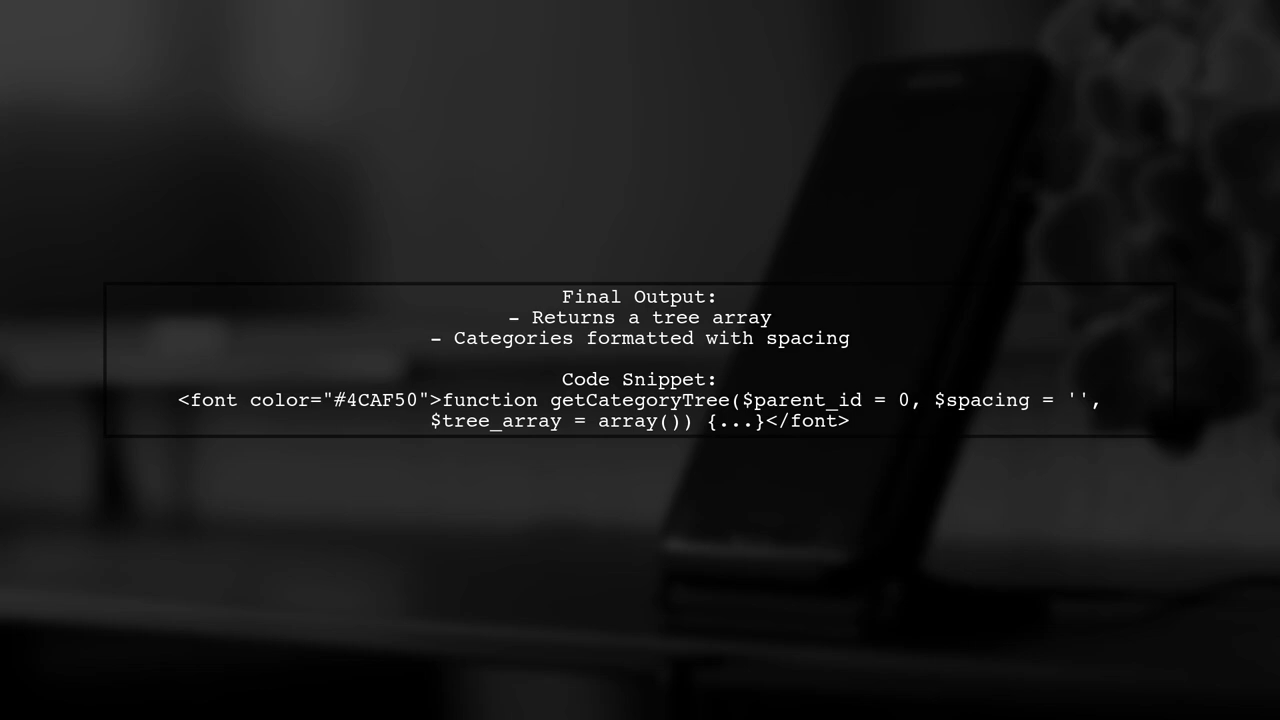 Final Output:
- Returns a tree array
- Categories formatted with spacing
Code Snippet:
<font color="#4CAF50">function getCategoryTree($parent_id = 0, $spacing = '',
$tree_array = array()) {...}</font>